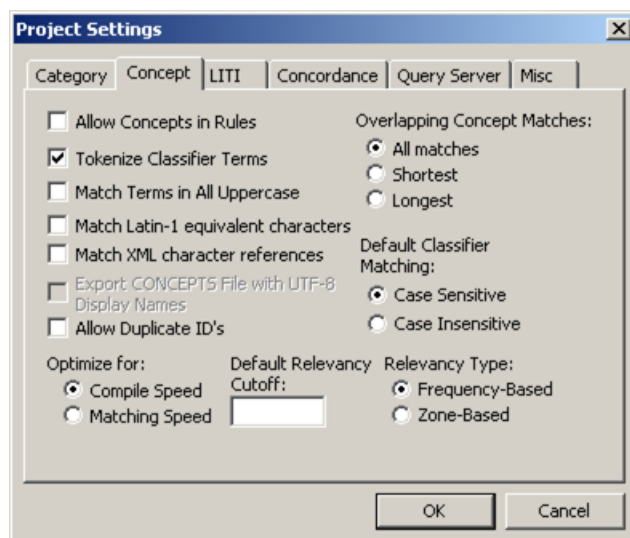 Project Settings
Category Concept LITI Concordance Query Server Misc
Allow Concepts in Rules
Tokenize Classifier Terms
Match Terms in All Uppercase
Match Latin-1 equivalent characters
Match XML character references
Export CONCEPTS File with UTF-8
Display Names
Allow Duplicate ID's
Overlapping Concept Matches:
All matches
Shortest
Longest
Default Classifier
Matching:
Case Sensitive
Case Insensitive
Optimize for:
Compile Speed
Matching Speed
Default Relevancy
Cutoff:
Relevancy Type:
Frequency-Based
Zone-Based
OK Cancel